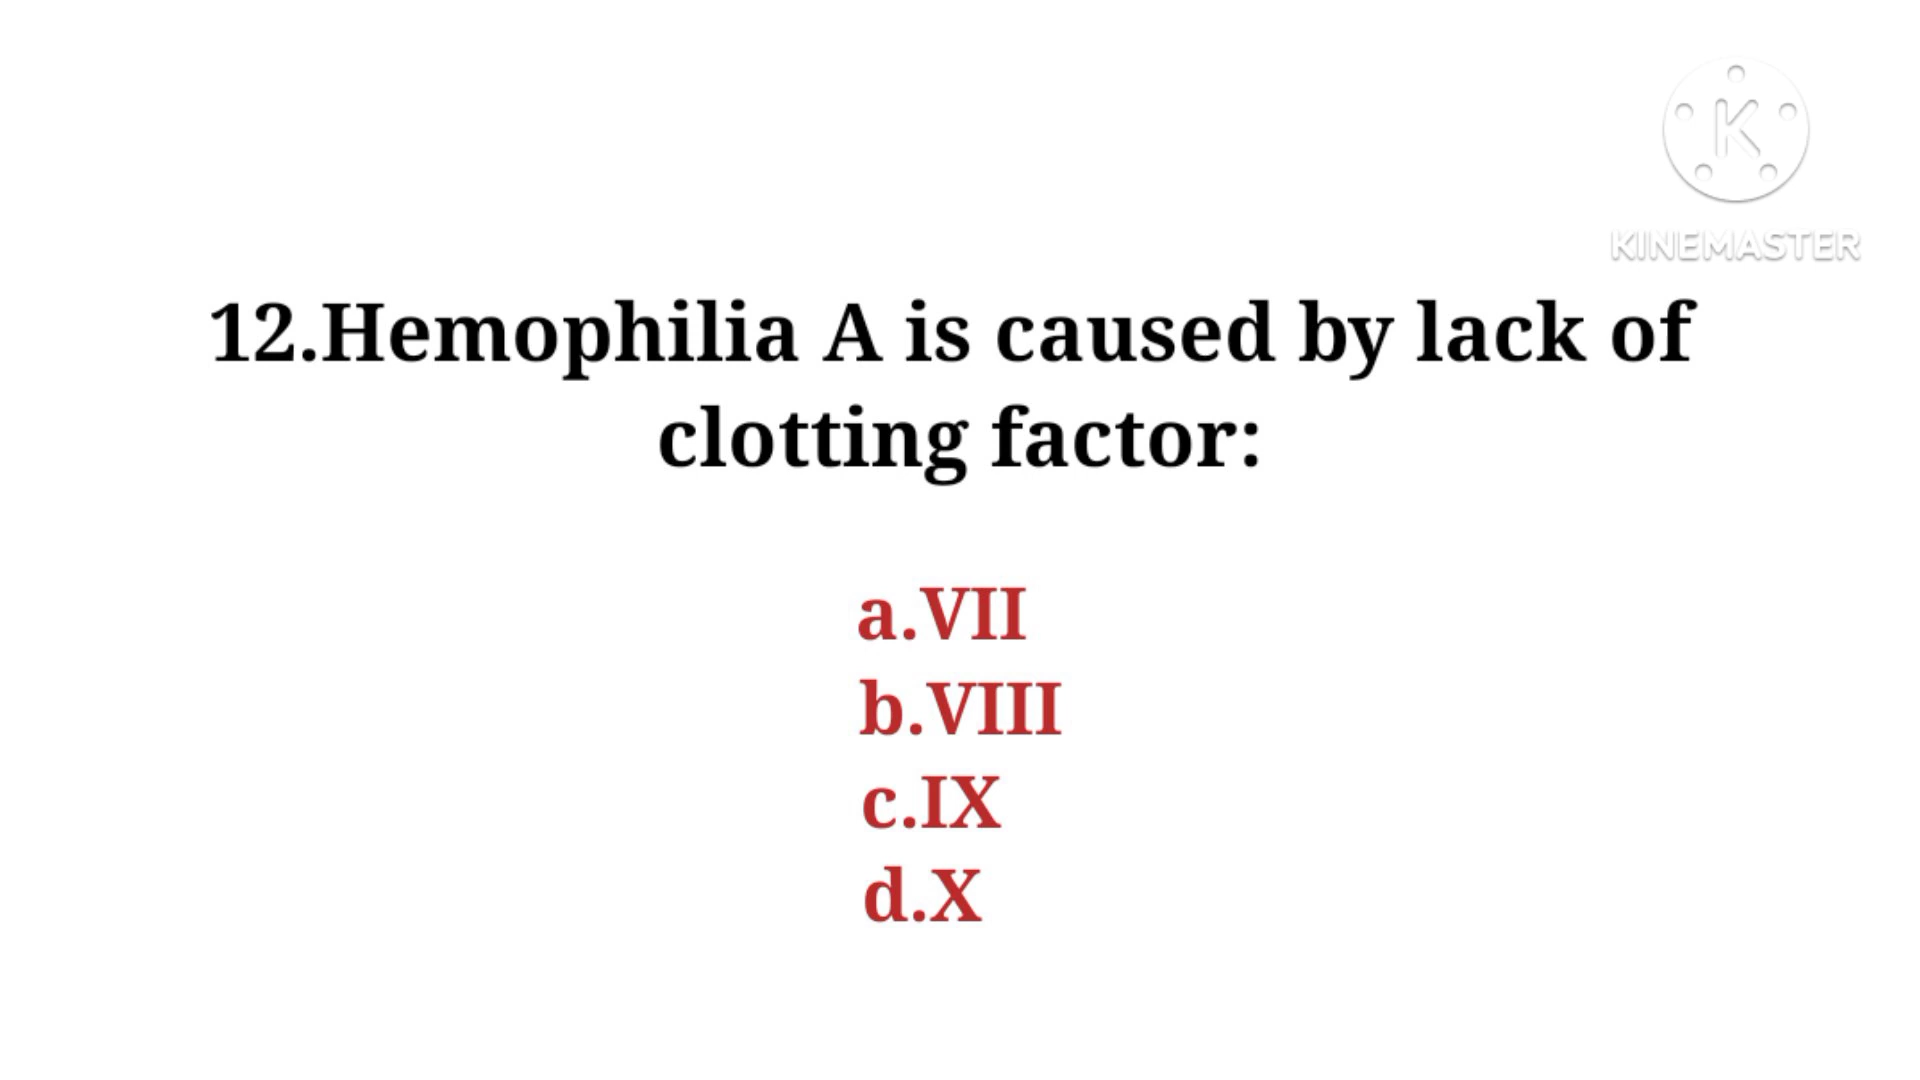 K
KINEMASTER
12.Hemophilia A is caused by lack of
clotting factor:
a.VII
b.VIII
c.IX
d.X